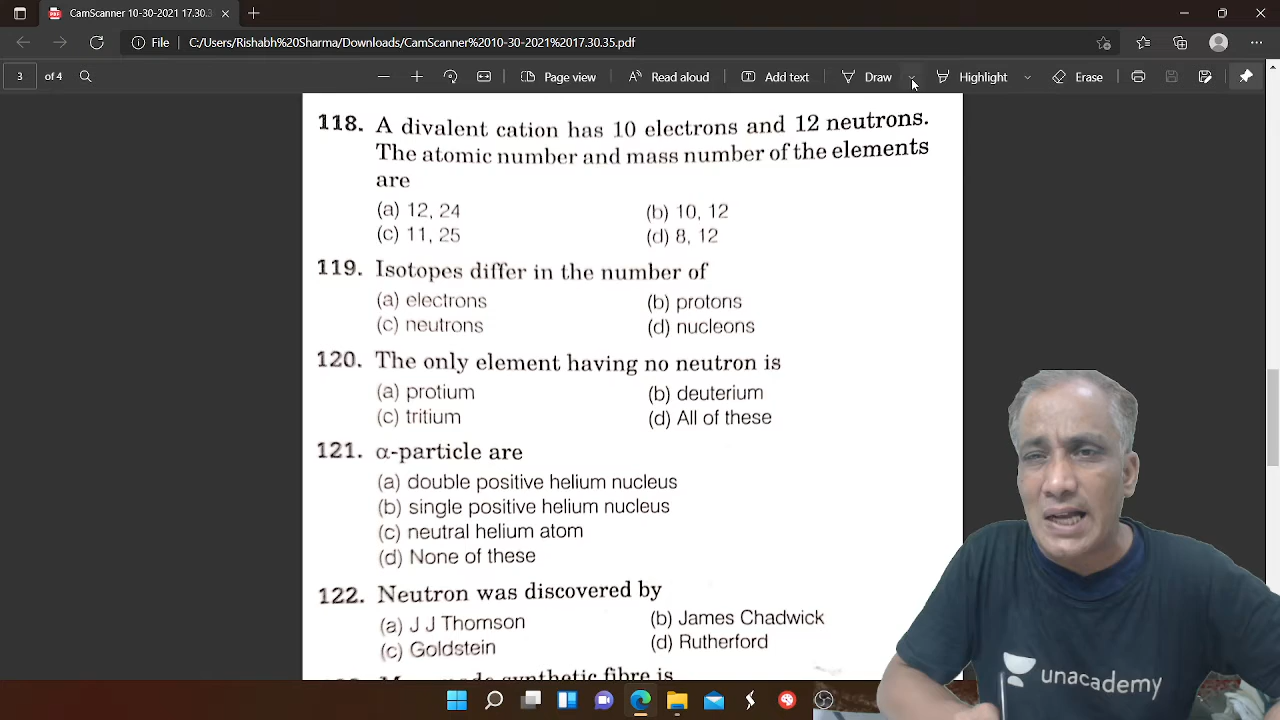 CamScanner 10-30-2021 17.30.3
File C:/Users/Rishabh%20Sharma/Downloads/CamScanner%2010-30-2021%2017.30.35.pdf
3 of 4 Page view Read aloud Add text Draw Highlight Erase
118. A divalent cation has 10 electrons and 12 neutrons.
The atomic number and mass number of the elements
are
(a) 12, 24 (b) 10, 12
(c) 11, 25 (d) 8, 12
119. Isotopes differ in the number of
(a) electrons (b) protons
(c) neutrons (d) nucleons
120. The only element having no neutron is
(a) protium (b) deuterium
(c) tritium (d) All of these
121. α-particle are
(a) double positive helium nucleus
(b) single positive helium nucleus
(c) neutral helium atom
(d) None of these
122. Neutron was discovered by
(a) J J Thomson (b) James Chadwick
(c) Goldstein (d) Rutherford
synthetic fibre is
unacademy